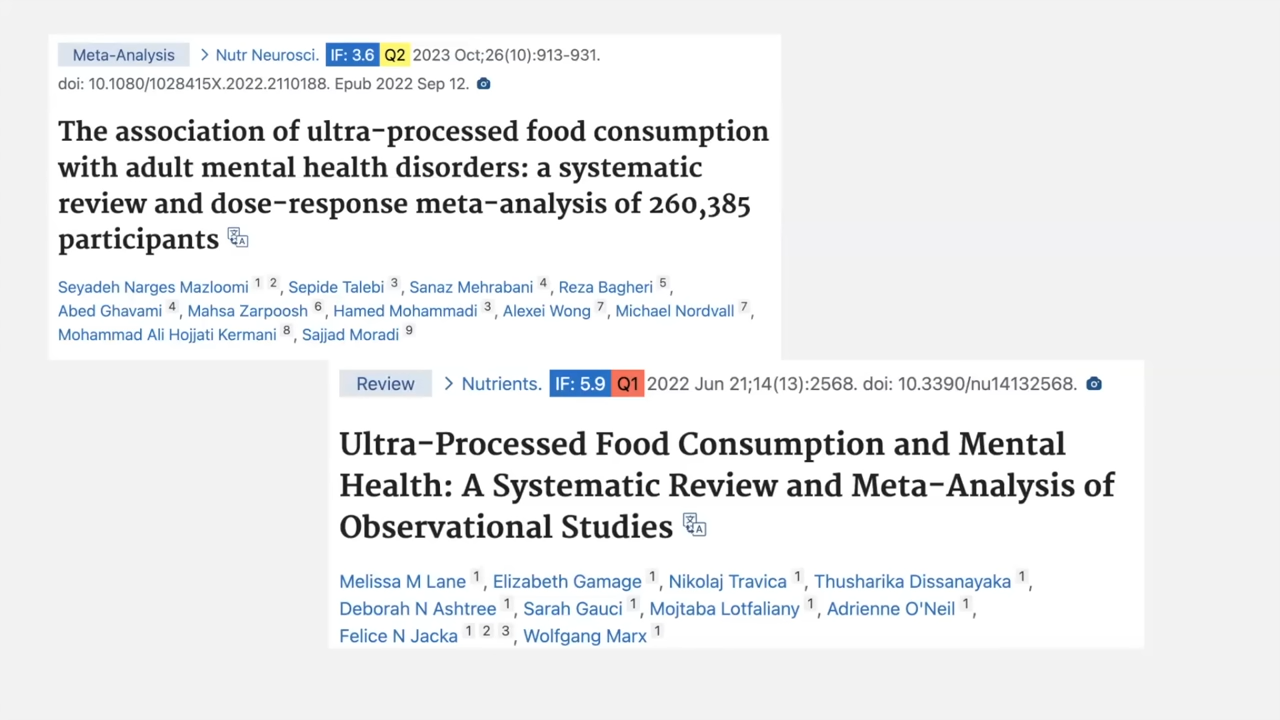 Meta-Analysis > Nutr Neurosci. IF: 3.6 Q2 2023 Oct;26(10):913-931.
doi: 10.1080/1028415X.2022.2110188. Epub 2022 Sep 12.
The association of ultra-processed food consumption
with adult mental health disorders: a systematic
review and dose-response meta-analysis of 260,385
participants
Seyadeh Narges Mazloomi 1 2, Sepide Talebi 3, Sanaz Mehrabani 4, Reza Bagheri 5,
Abed Ghavami 4, Mahsa Zarpoosh 6, Hamed Mohammadi 3, Alexei Wong 7, Michael Nordvall 7,
Mohammad Ali Hojjati Kermani 8, Sajjad Moradi 9
Review > Nutrients. IF: 5.9 Q1 2022 Jun 21;14(13):2568. doi: 10.3390/nu14132568.
Ultra-Processed Food Consumption and Mental
Health: A Systematic Review and Meta-Analysis of
Observational Studies
Melissa M Lane 1, Elizabeth Gamage 1, Nikolaj Travica 1, Thusharika Dissanayaka 1,
Deborah N Ashtree 1, Sarah Gauci 1, Mojtaba Lotfaliany 1, Adrienne O'Neil 1,
Felice N Jacka 1 2 3, Wolfgang Marx 1